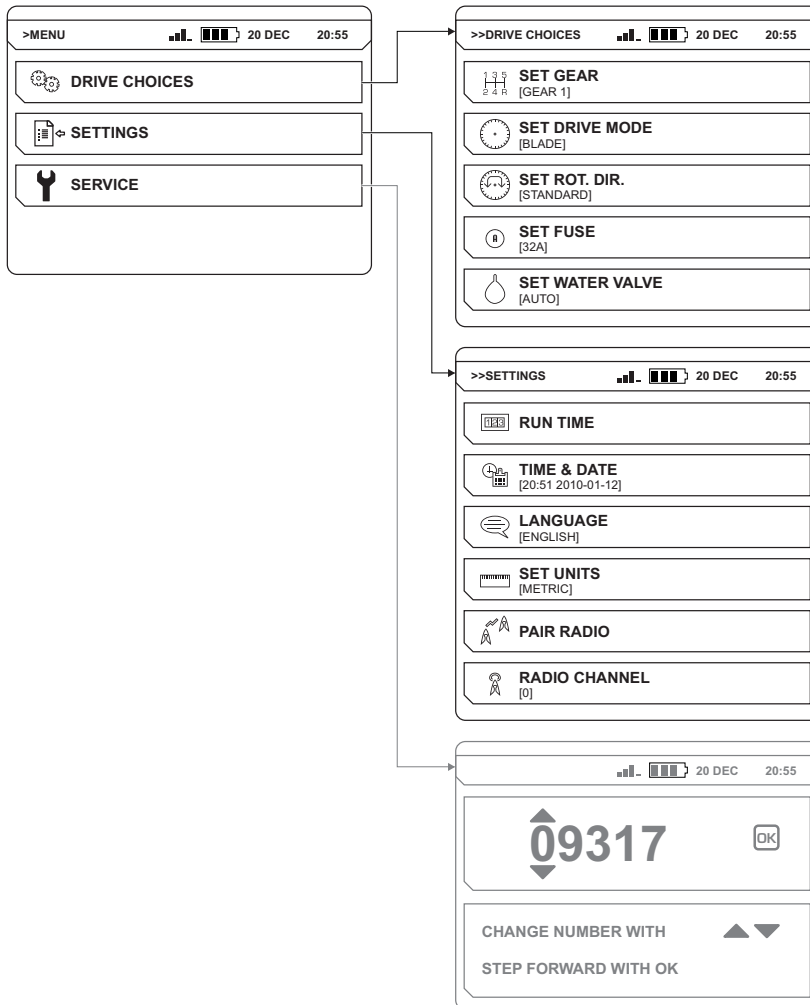 >MENU 20 DEC 20:55
DRIVE CHOICES
SETTINGS
SERVICE
>>DRIVE CHOICES 20 DEC 20:55
1 3 5
2 4 R
SET GEAR
[GEAR 1]
SET DRIVE MODE
[BLADE]
SET ROT. DIR.
[STANDARD]
A
SET FUSE
[32A]
SET WATER VALVE
[AUTO]
>>SETTINGS 20 DEC 20:55
123
RUN TIME
TIME & DATE
[20:51 2010-01-12]
LANGUAGE
[ENGLISH]
SET UNITS
[METRIC]
PAIR RADIO
RADIO CHANNEL
[0]
20 DEC 20:55
09317 OK
CHANGE NUMBER WITH
STEP FORWARD WITH OK